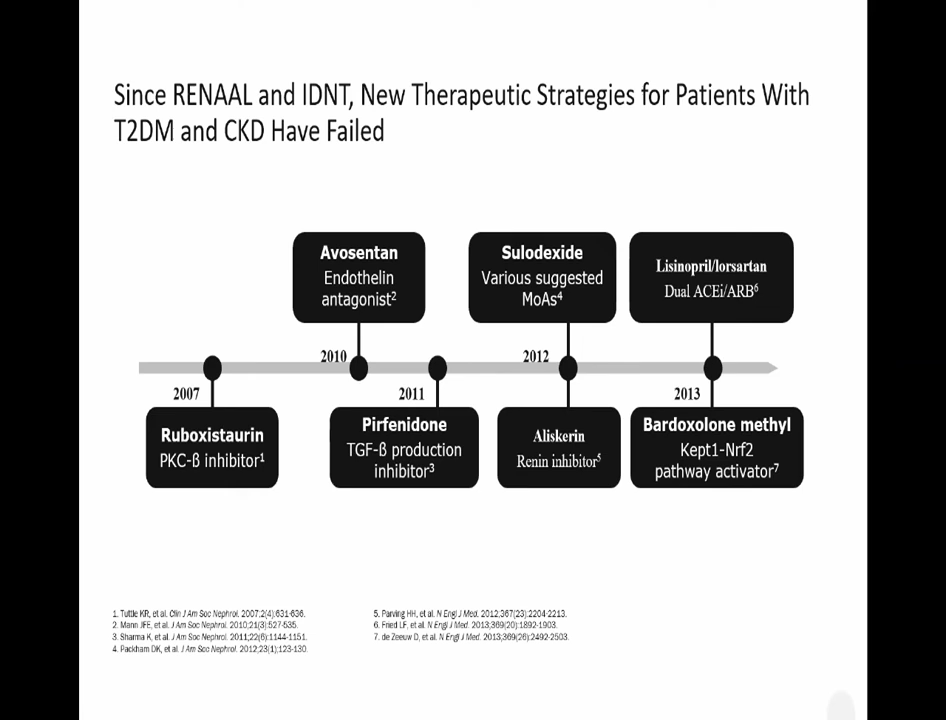 Since RENAAL and IDNT, New Therapeutic Strategies for Patients With
T2DM and CKD Have Failed
Avosentan
Endothelin
antagonist2
Sulodexide
Various suggested
MoAs4
Lisinopril/lorsartan
Dual ACEi/ARB6
2010
2012
2007
2011
2013
Ruboxistaurin
PKC-ß inhibitor1
Pirfenidone
TGF-ß production
inhibitor3
Aliskerin
Renin inhibitor5
Bardoxolone methyl
Kept1-Nrf2
pathway activator7
1. Tuttle KR, et al. Clin J Am Soc Nephrol. 2007;2(4):631-636.
2. Mann JFE, et al. J Am Soc Nephrol. 2010;21(3):527-535.
3. Sharma K, et al. J Am Soc Nephrol. 2011;22(6):1144-1151.
4. Packham DK, et al. J Am Soc Nephrol. 2012;23(1):123-130.
5. Parving HH, et al. N Engl J Med. 2012;367(23):2204-2213.
6. Fried LF, et al. N Engl J Med. 2013;369(20):1892-1903.
7. de Zeeuw D, et al. N Engl J Med. 2013;369(26):2492-2503.